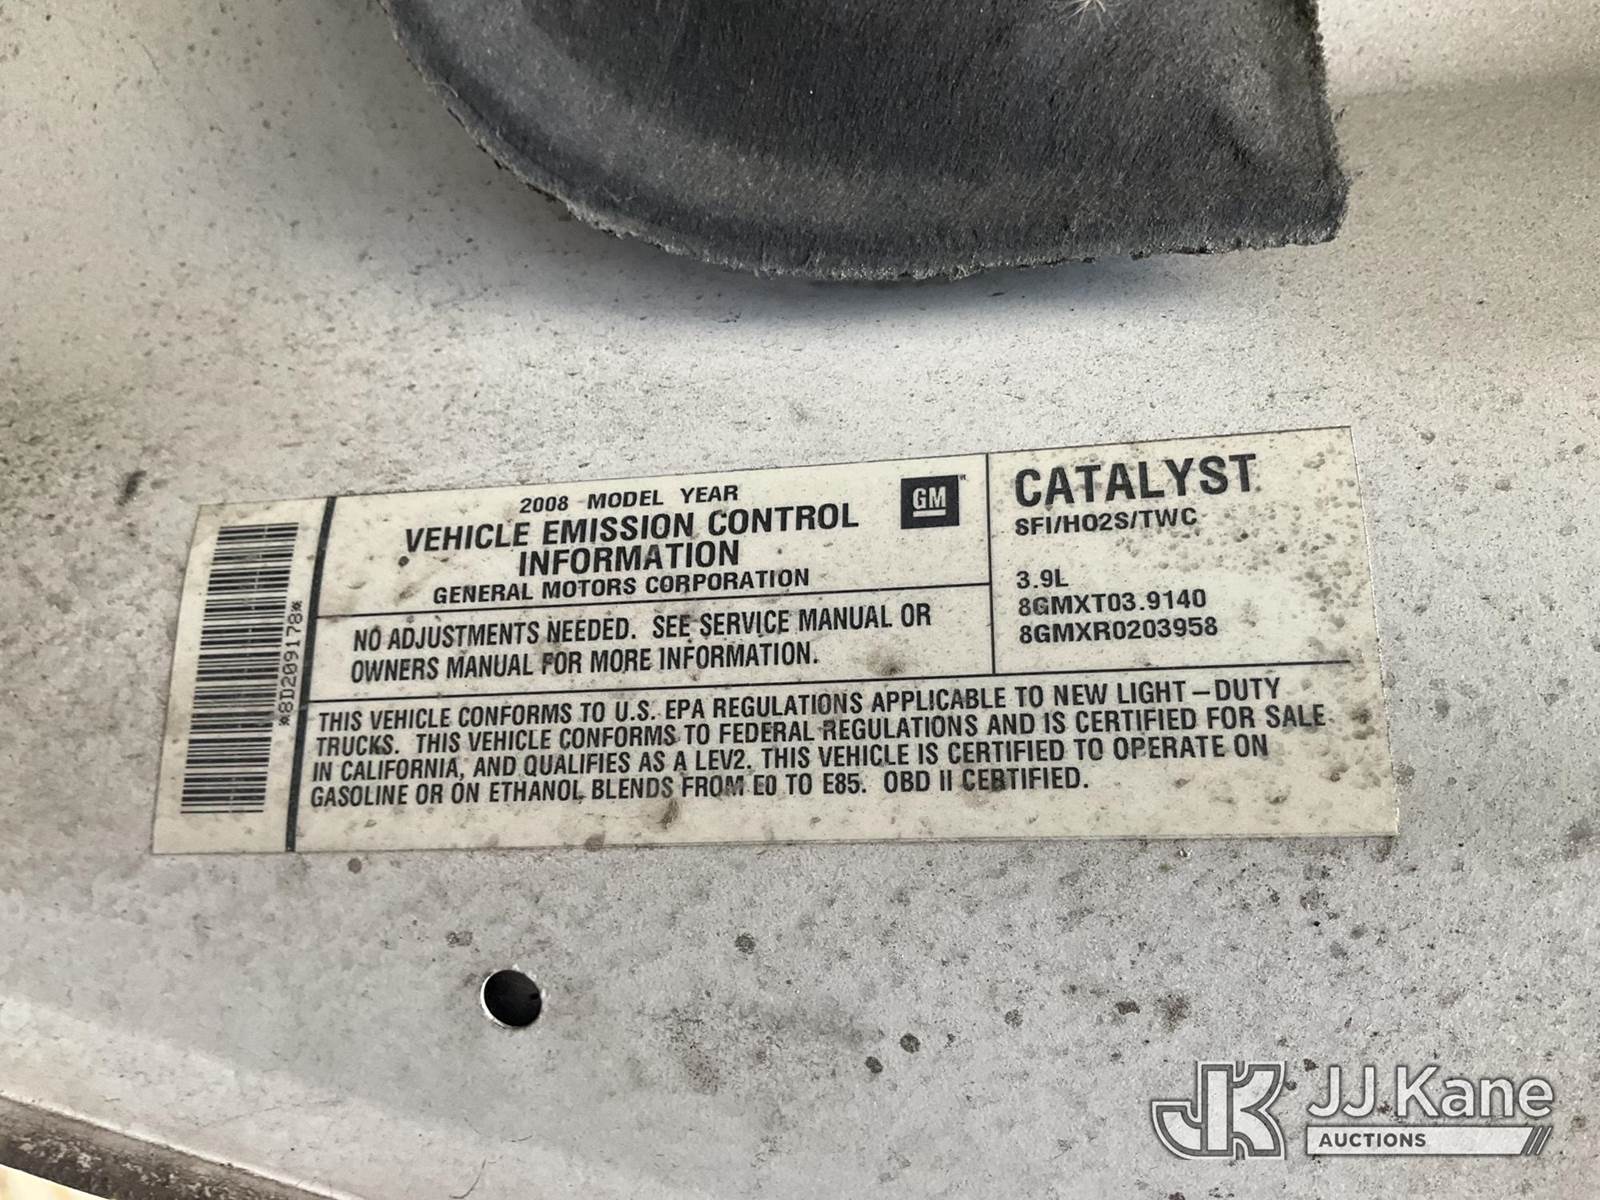 2008 MODEL YEAR
VEHICLE EMISSION CONTROL
INFORMATION
GENERAL MOTORS CORPORATION
GM
NO ADJUSTMENTS NEEDED. SEE SERVICE MANUAL OR
OWNERS MANUAL FOR MORE INFORMATION.
CATALYST
SFI/HO2S/TWC
3.9L
8GMXT03.9140
8GMXR0203958
*8D209178*
THIS VEHICLE CONFORMS TO U.S. EPA REGULATIONS APPLICABLE TO NEW LIGHT-DUTY
TRUCKS. THIS VEHICLE CONFORMS TO FEDERAL REGULATIONS AND IS CERTIFIED FOR SALE
IN CALIFORNIA, AND QUALIFIES AS A LEV2. THIS VEHICLE IS CERTIFIED TO OPERATE ON
GASOLINE OR ON ETHANOL BLENDS FROM E0 TO E85. OBD II CERTIFIED.
JK JJ Kane
AUCTIONS